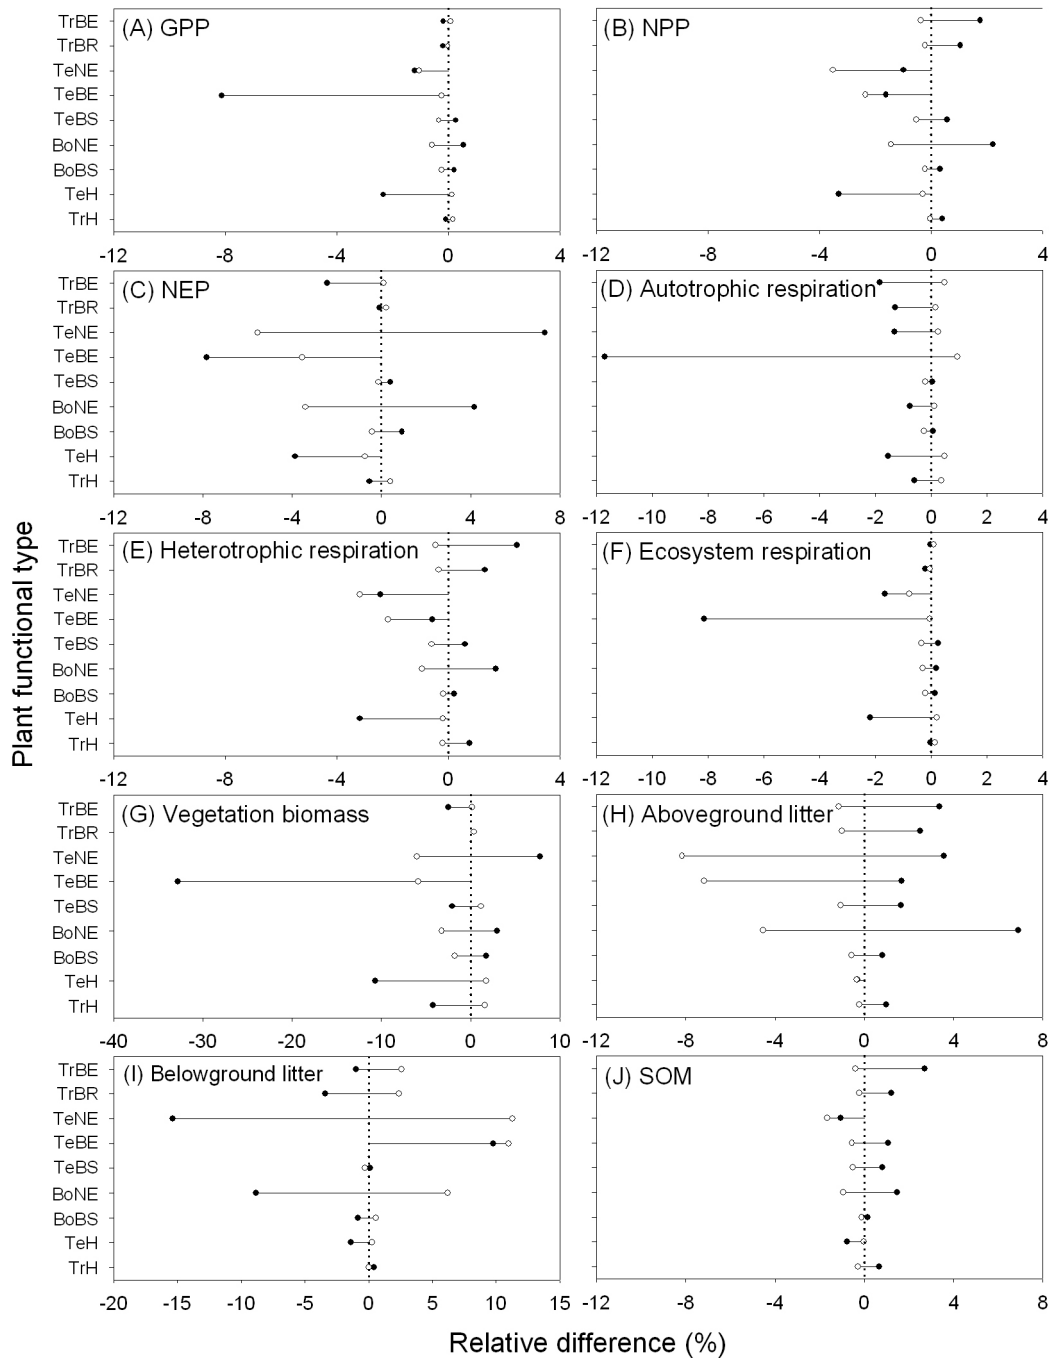 (A) GPP
TrBE
TrBR
TeNE
TeBE
TeBS
BoNE
BoBS
TeH
TrH
-12 -8 -4 0 4
(B) NPP
-12 -8 -4 0 4
(C) NEP
TrBE
TrBR
TeNE
TeBE
TeBS
BoNE
BoBS
TeH
TrH
-12 -8 -4 0 4 8
(D) Autotrophic respiration
-12 -10 -8 -6 -4 -2 0 2 4
Plant functional type
(E) Heterotrophic respiration
TrBE
TrBR
TeNE
TeBE
TeBS
BoNE
BoBS
TeH
TrH
-12 -8 -4 0 4
(F) Ecosystem respiration
-12 -10 -8 -6 -4 -2 0 2 4
(G) Vegetation biomass
TrBE
TrBR
TeNE
TeBE
TeBS
BoNE
BoBS
TeH
TrH
-40 -30 -20 -10 0 10
(H) Aboveground litter
-12 -8 -4 0 4 8
(I) Belowground litter
TrBE
TrBR
TeNE
TeBE
TeBS
BoNE
BoBS
TeH
TrH
-20 -15 -10 -5 0 5 10 15
(J) SOM
-12 -8 -4 0 4 8
Relative difference (%)